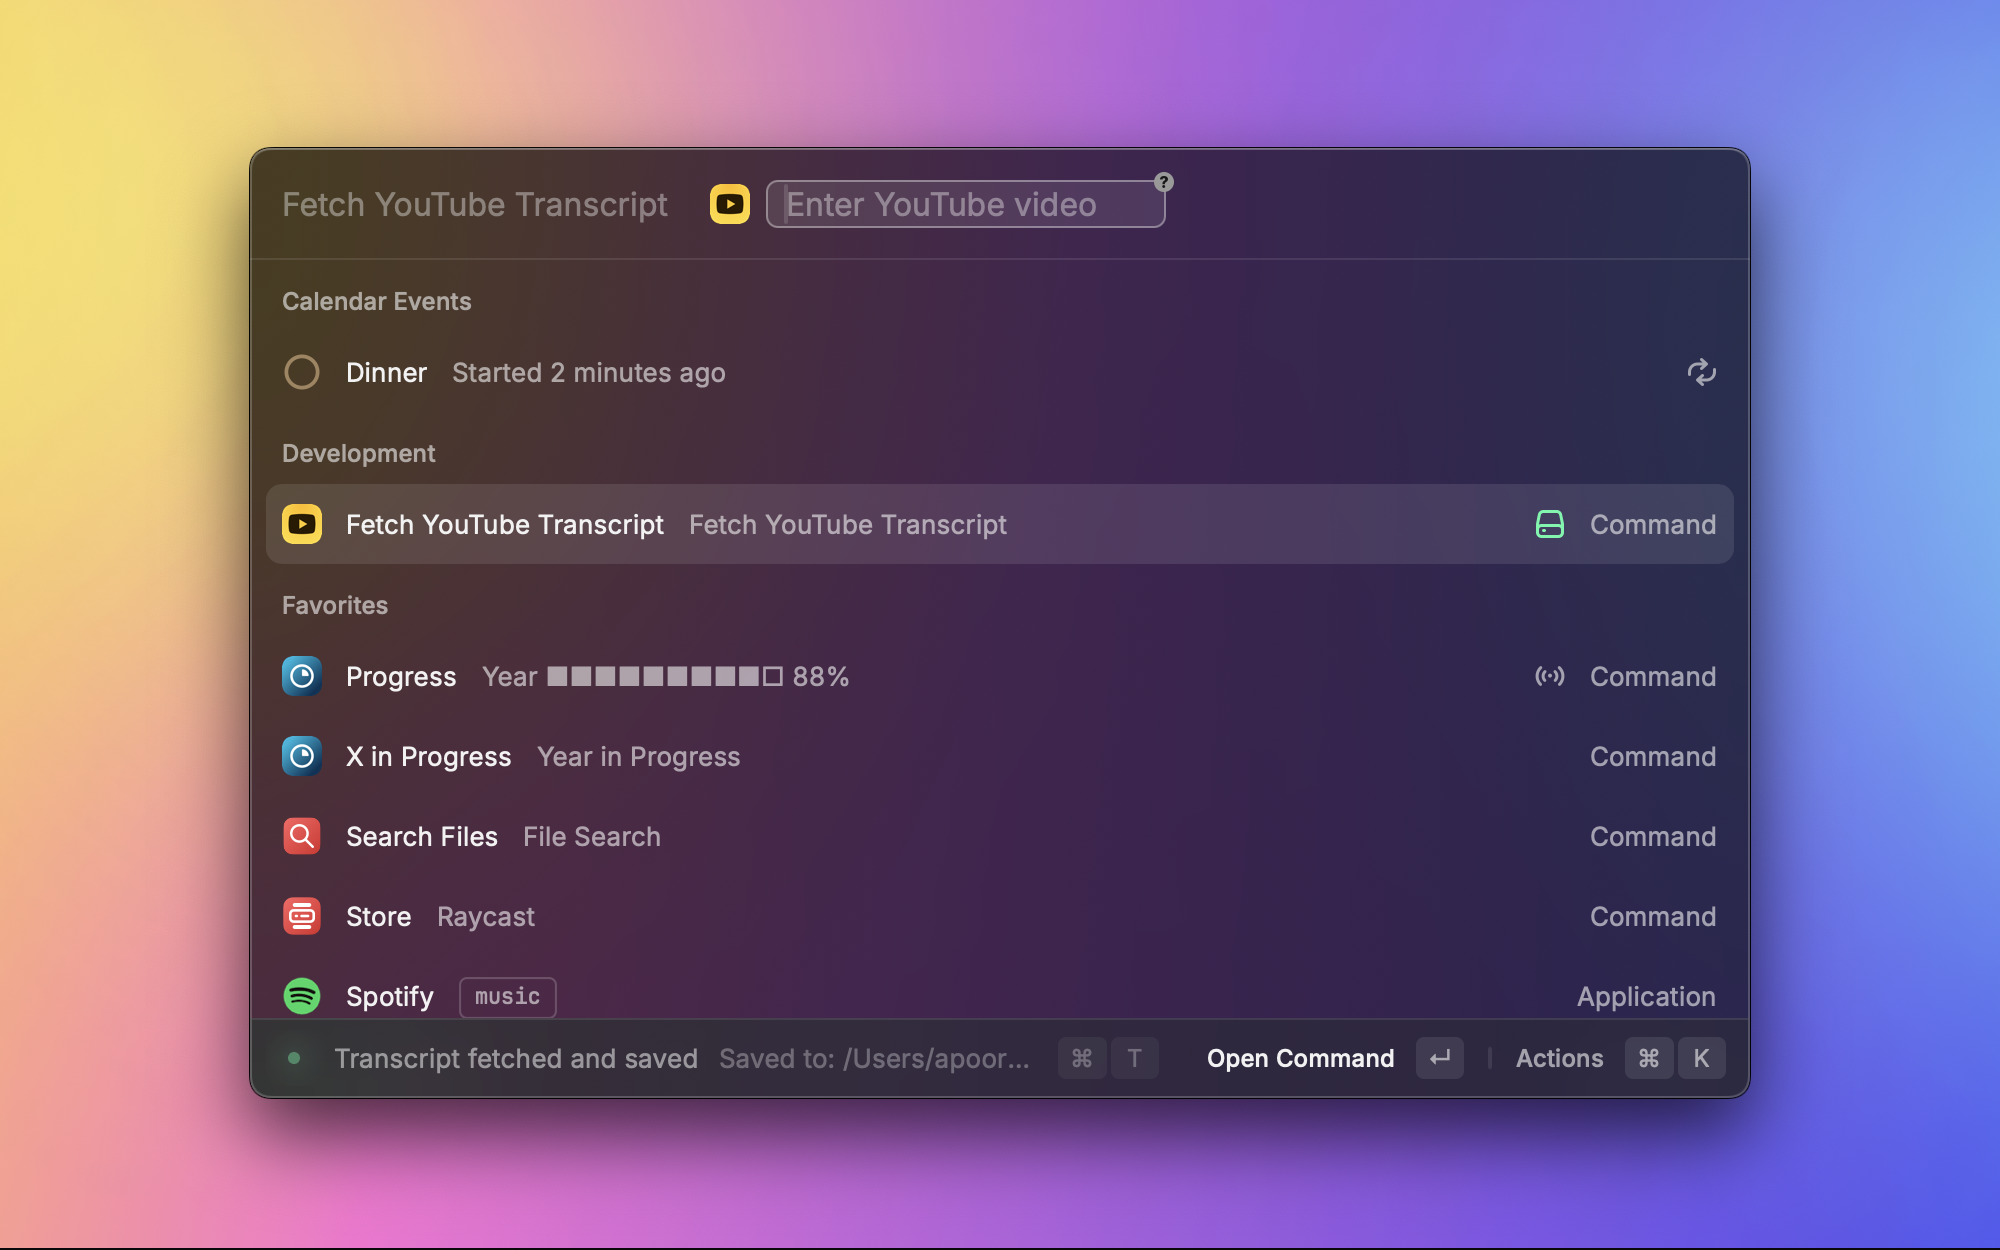 Fetch YouTube Transcript Enter YouTube video ?
Calendar Events
Dinner Started 2 minutes ago
Development
Fetch YouTube Transcript Fetch YouTube Transcript Command
Favorites
Progress Year ■■■■■■■■■□ 88% Command
X in Progress Year in Progress Command
Search Files File Search Command
Store Raycast Command
Spotify music Application
Transcript fetched and saved Saved to: /Users/apoor... ⌘ T Open Command ↵ Actions ⌘ K